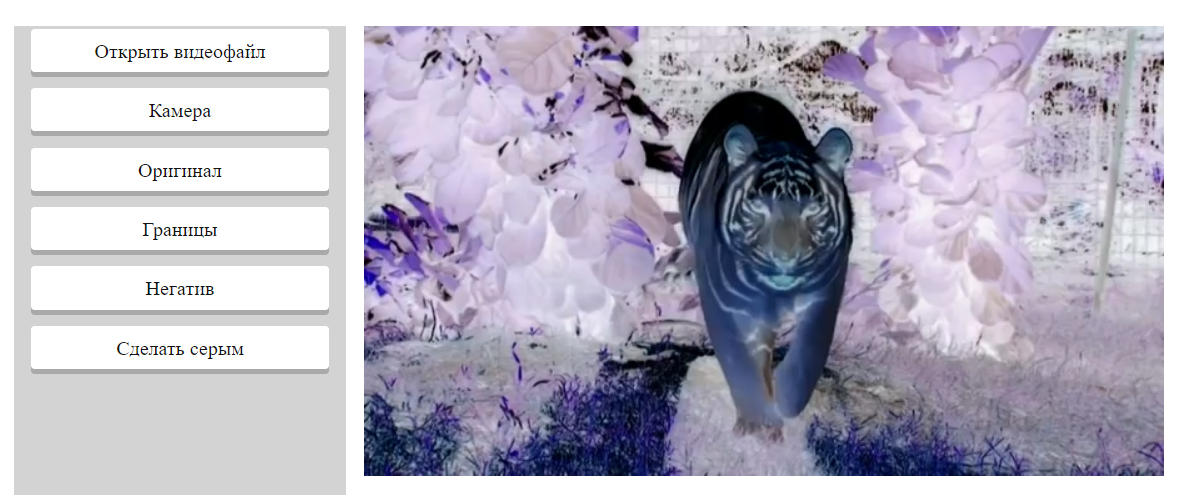 Открыть видеофайл
Камера
Оригинал
Границы
Негатив
Сделать серым